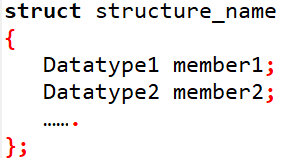 struct structure_name
{
Datatype1 member1;
Datatype2 member2;
…….
};